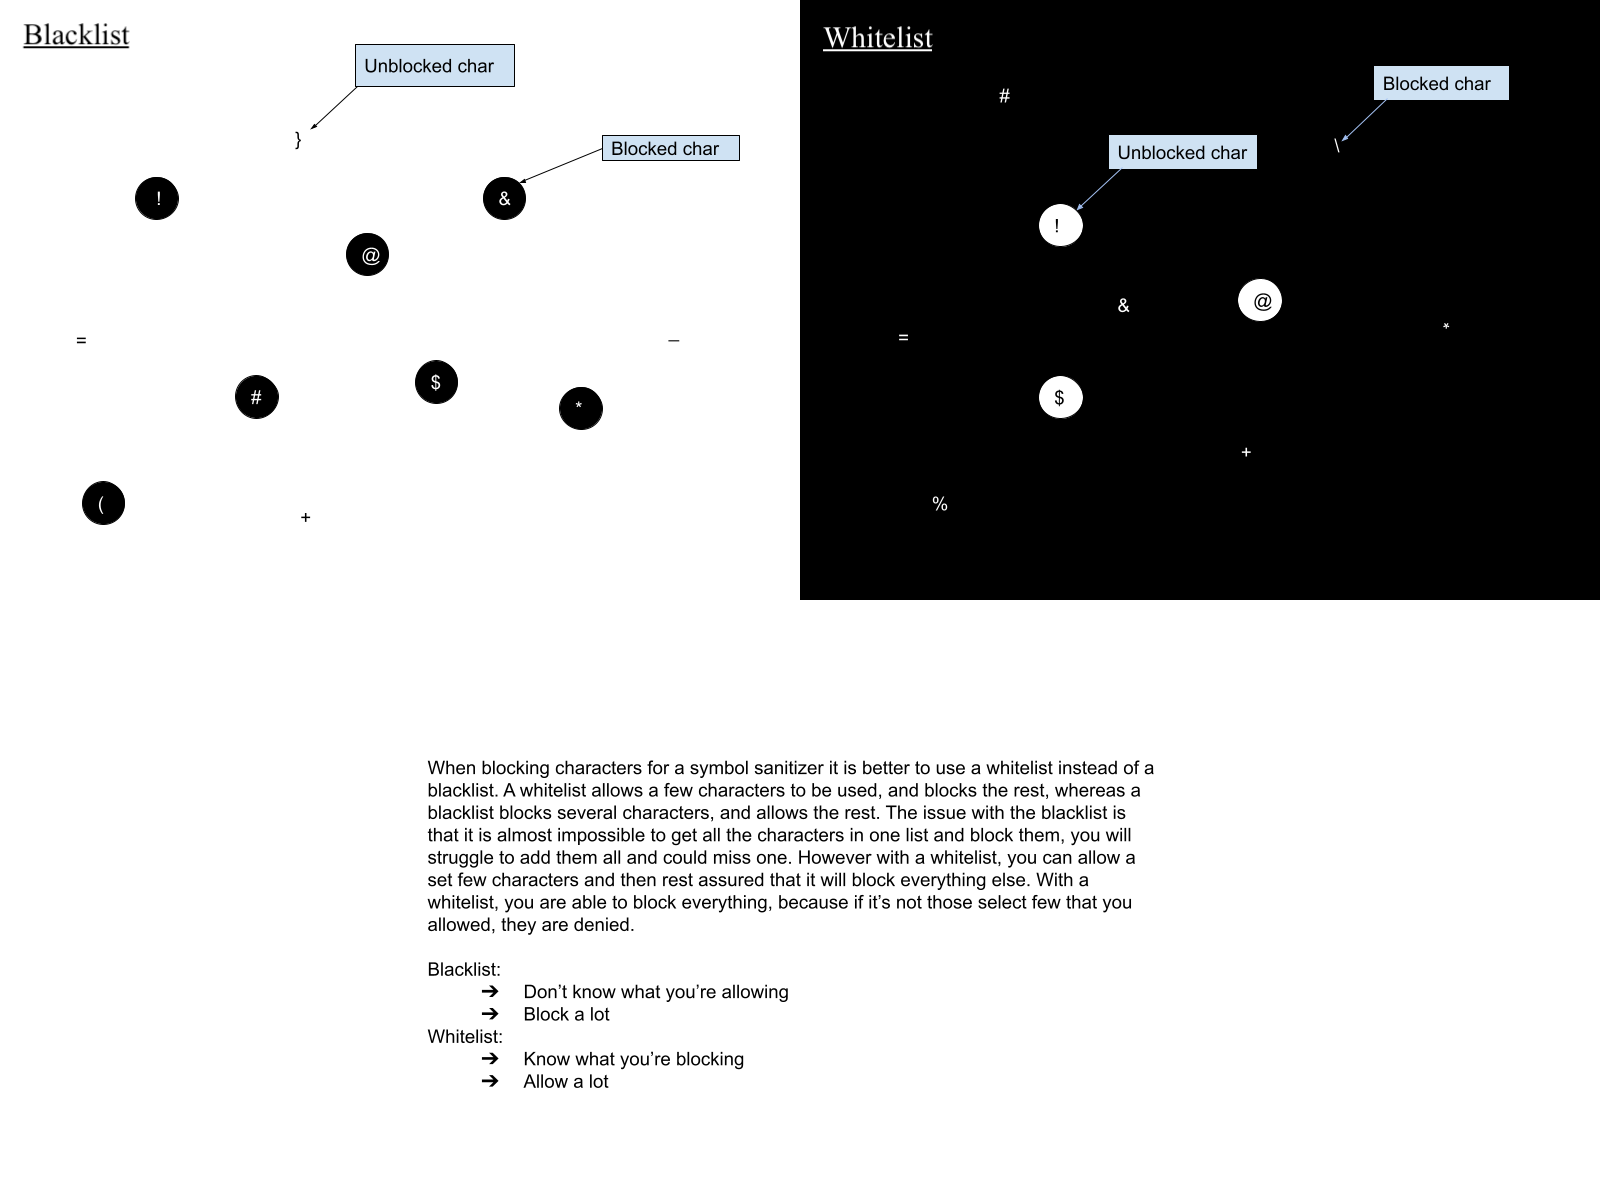 Blacklist
Unblocked char
}
Blocked char
!
&
@
=
_
#
$
*
(
+
Whitelist
#
Blocked char
\
Unblocked char
!
&
@
=
*
$
+
%
When blocking characters for a symbol sanitizer it is better to use a whitelist instead of a
blacklist. A whitelist allows a few characters to be used, and blocks the rest, whereas a
blacklist blocks several characters, and allows the rest. The issue with the blacklist is
that it is almost impossible to get all the characters in one list and block them, you will
struggle to add them all and could miss one. However with a whitelist, you can allow a
set few characters and then rest assured that it will block everything else. With a
whitelist, you are able to block everything, because if it’s not those select few that you
allowed, they are denied.
Blacklist:
➔ Don’t know what you’re allowing
➔ Block a lot
Whitelist:
➔ Know what you’re blocking
➔ Allow a lot